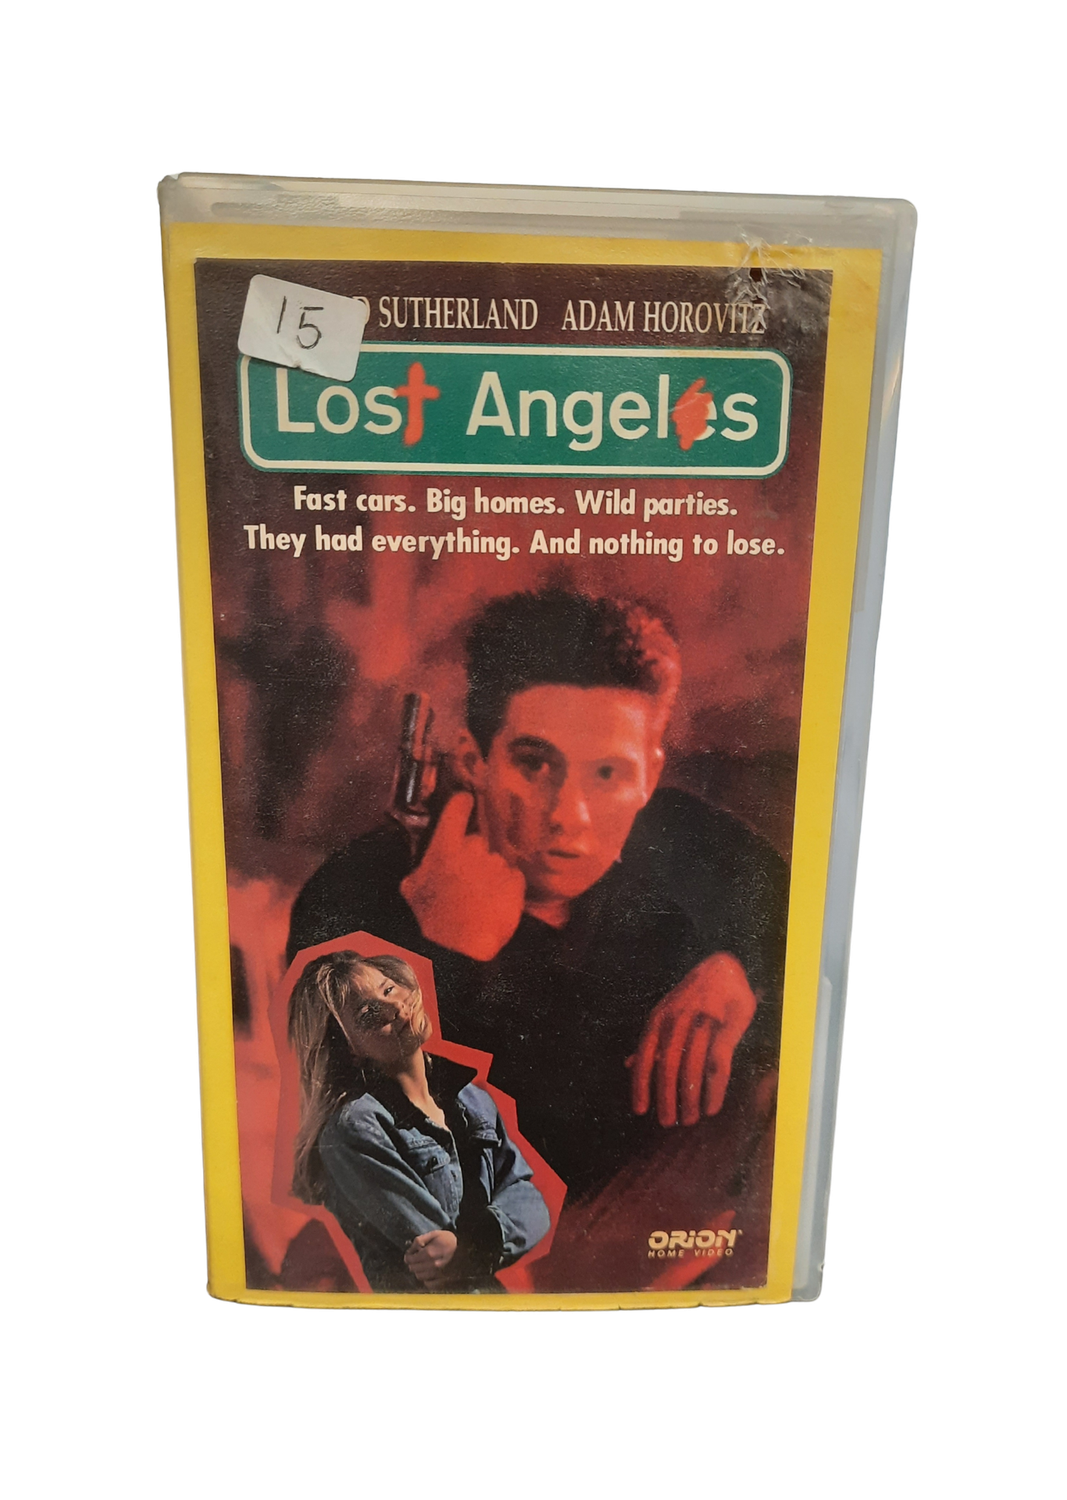 15
D SUTHERLAND ADAM HOROVITZ
Lost Angeles
Fast cars. Big homes. Wild parties.
They had everything. And nothing to lose.
ORION
HOME VIDEO